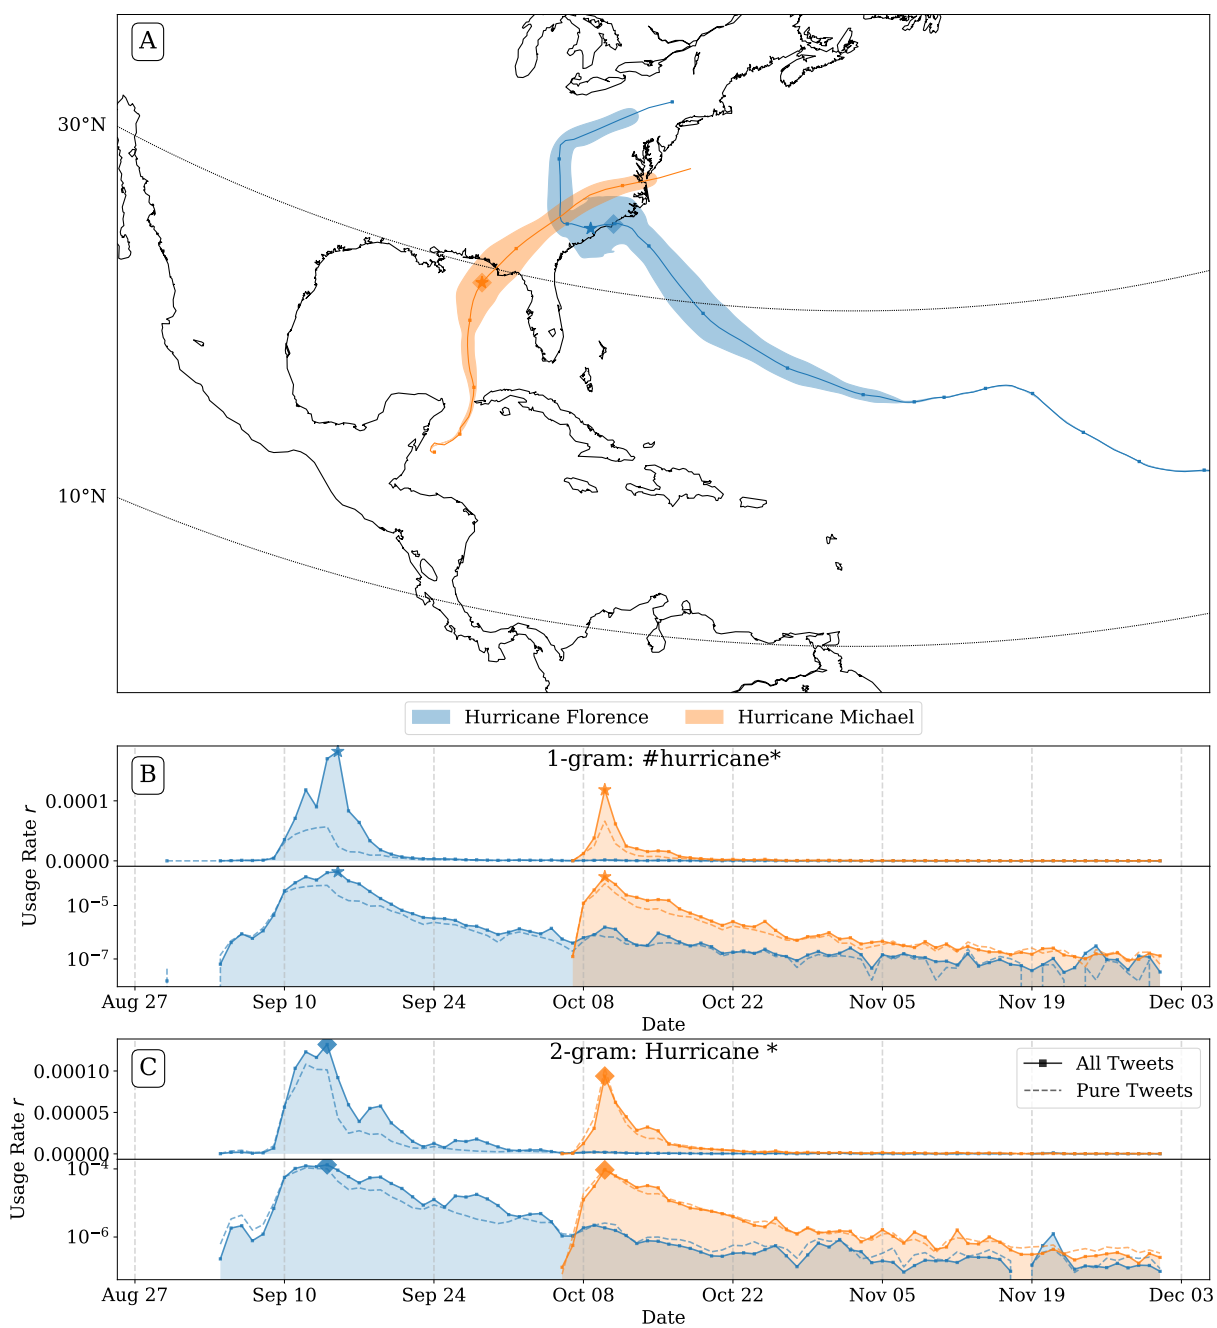 A
30°N
10°N
Hurricane Florence
Hurricane Michael
B
1-gram: #hurricane*
Usage Rate r
0.0001
0.0000
10⁻⁵
10⁻⁷
Aug 27
Sep 10
Sep 24
Oct 08
Oct 22
Nov 05
Nov 19
Dec 03
Date
C
2-gram: Hurricane *
All Tweets
Pure Tweets
Usage Rate r
0.00010
0.00005
0.00000
10⁻⁴
10⁻⁶
Aug 27
Sep 10
Sep 24
Oct 08
Oct 22
Nov 05
Nov 19
Dec 03
Date